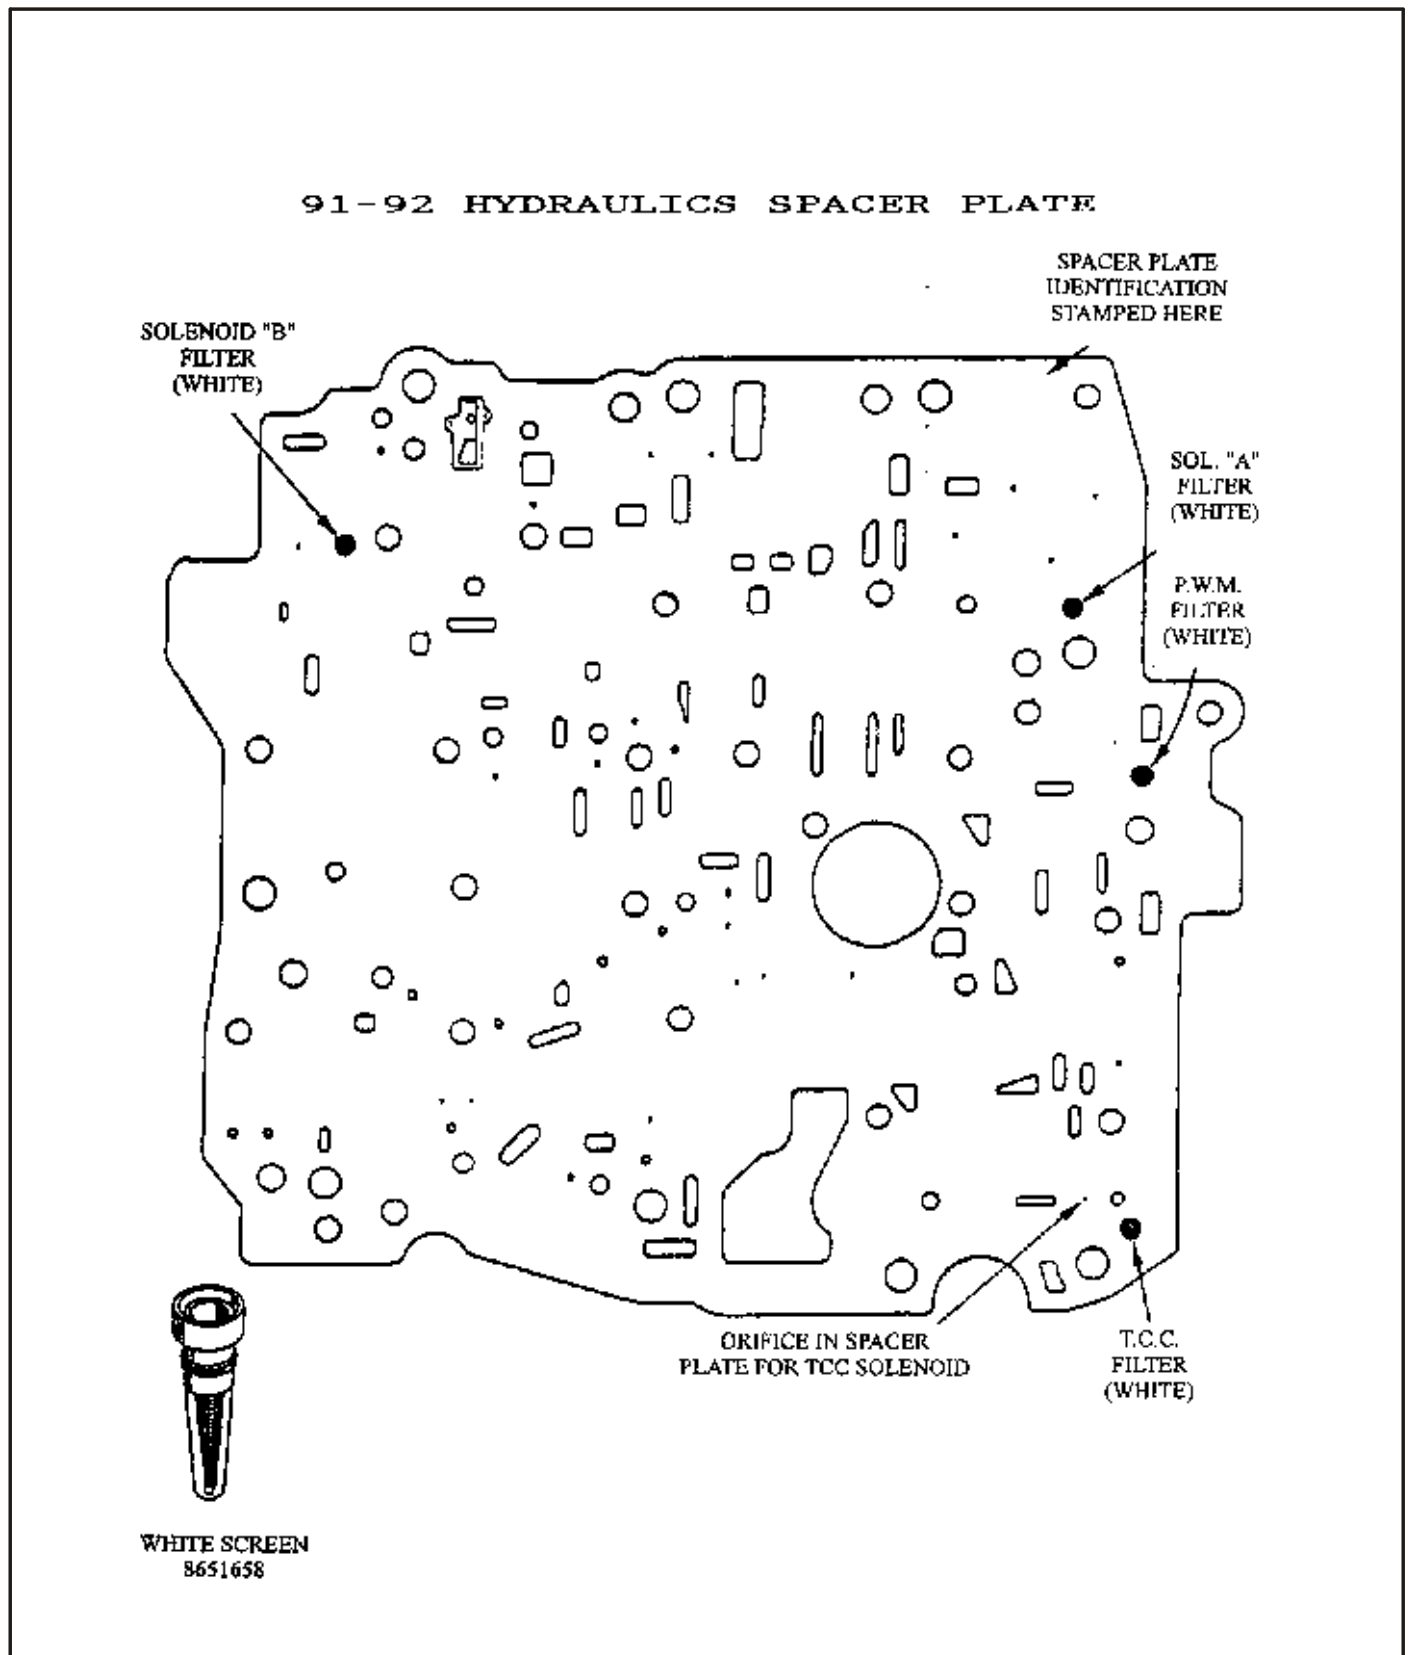 91-92 HYDRAULICS SPACER PLATE
SPACER PLATE
IDENTIFICATION
STAMPED HERE
SOLENOID "B"
FILTER
(WHITE)
SOL. "A"
FILTER
(WHITE)
P.W.M.
FILTER
(WHITE)
ORIFICE IN SPACER
PLATE FOR TCC SOLENOID
T.C.C.
FILTER
(WHITE)
WHITE SCREEN
8651658